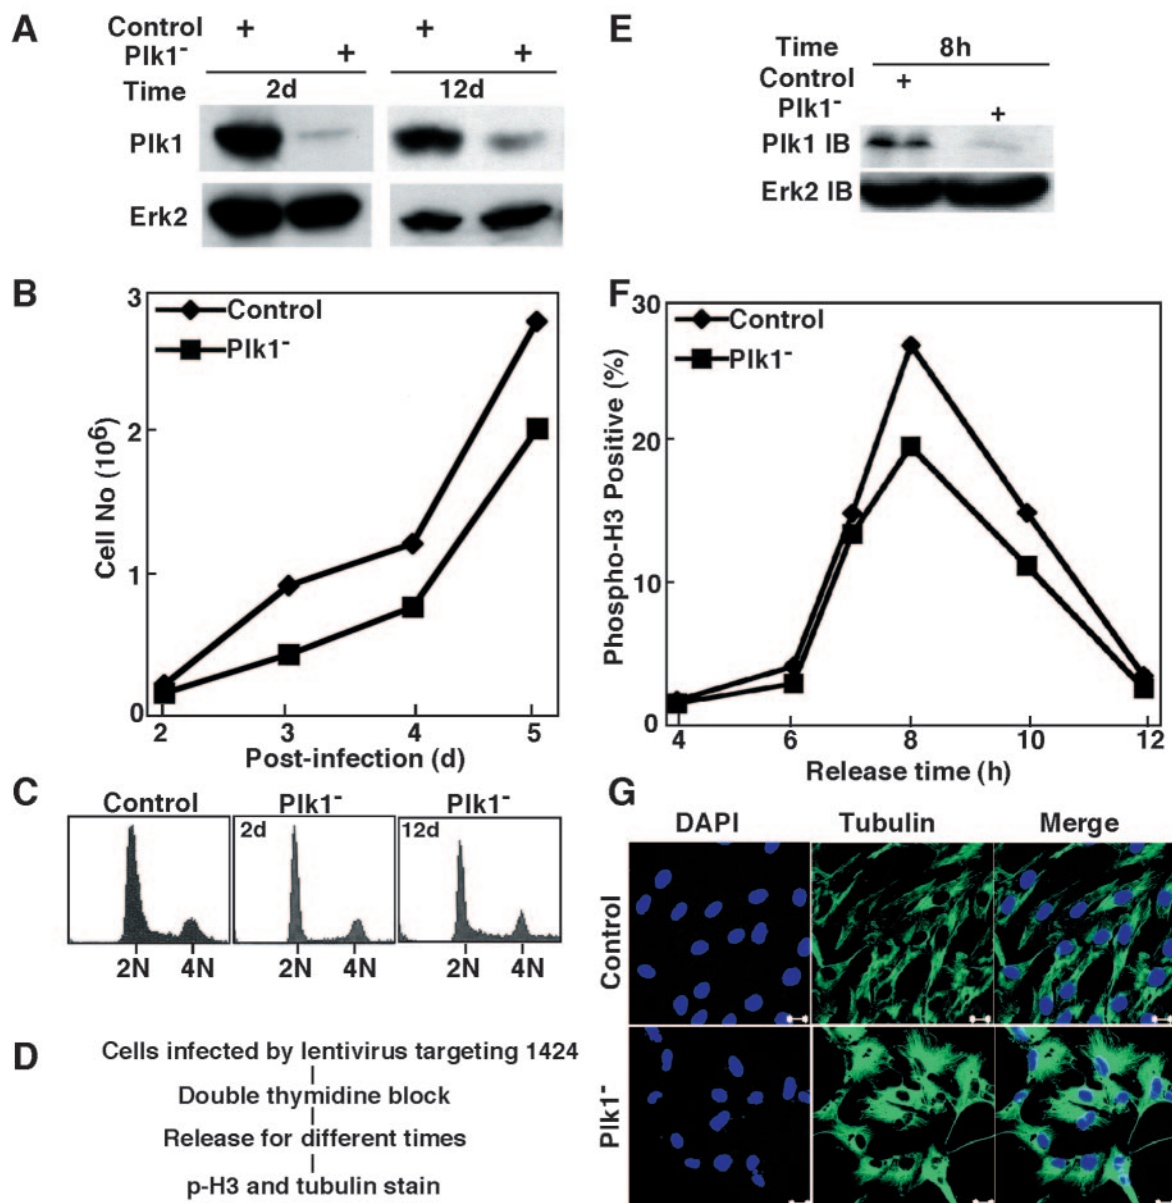 A
Control + +
Plk1- + +
Time 2d 12d
Plk1
Erk2
B
3
2
1
0
Control
Plk1-
Cell No (10⁶)
2 3 4 5
Post-infection (d)
C
Control Plk1- Plk1-
2d 12d
2N 4N 2N 4N 2N 4N
D
Cells infected by lentivirus targeting 1424
Double thymidine block
Release for different times
p-H3 and tubulin stain
E
Time 8h
Control +
Plk1- +
Plk1 IB
Erk2 IB
F
30
20
10
0
Control
Plk1-
Phospho-H3 Positive (%)
4 6 8 10 12
Release time (h)
G
DAPI Tubulin Merge
Control
Plk1-